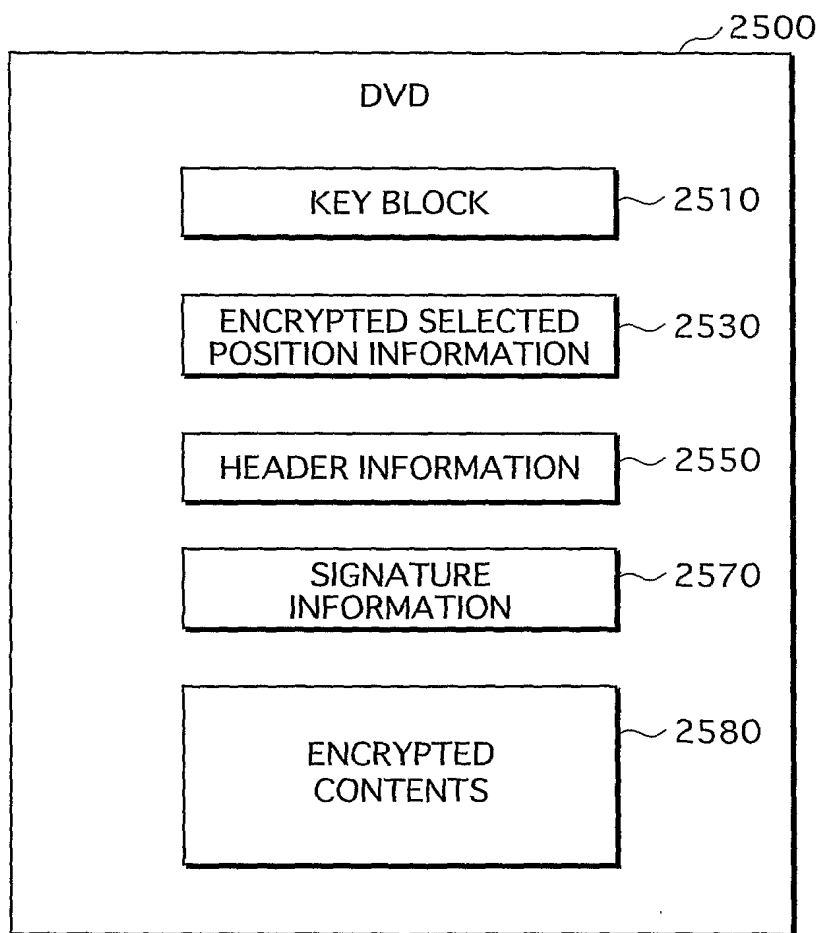 2500
DVD
KEY BLOCK
2510
ENCRYPTED SELECTED
POSITION INFORMATION
2530
HEADER INFORMATION
2550
SIGNATURE
INFORMATION
2570
ENCRYPTED
CONTENTS
2580